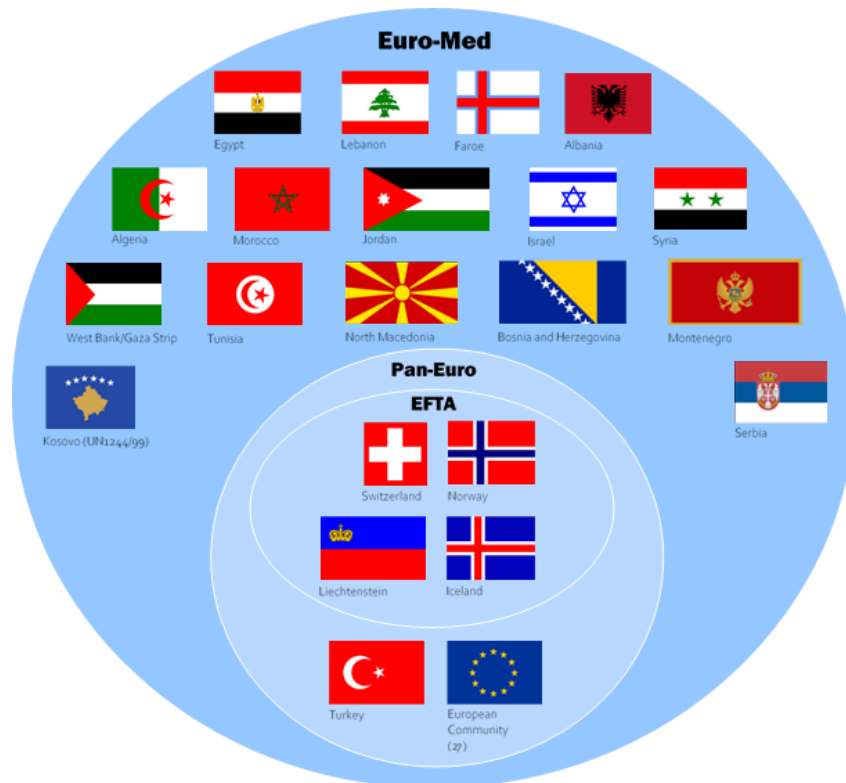 Euro-Med
Egypt
Lebanon
Faroe
Albania
Algeria
Morocco
Jordan
Israel
Syria
West Bank/Gaza Strip
Tunisia
North Macedonia
Bosnia and Herzegovina
Montenegro
Pan-Euro
EFTA
Kosovo (UN1244/99)
Serbia
Switzerland
Norway
Liechtenstein
Iceland
Turkey
European
Community
(27)